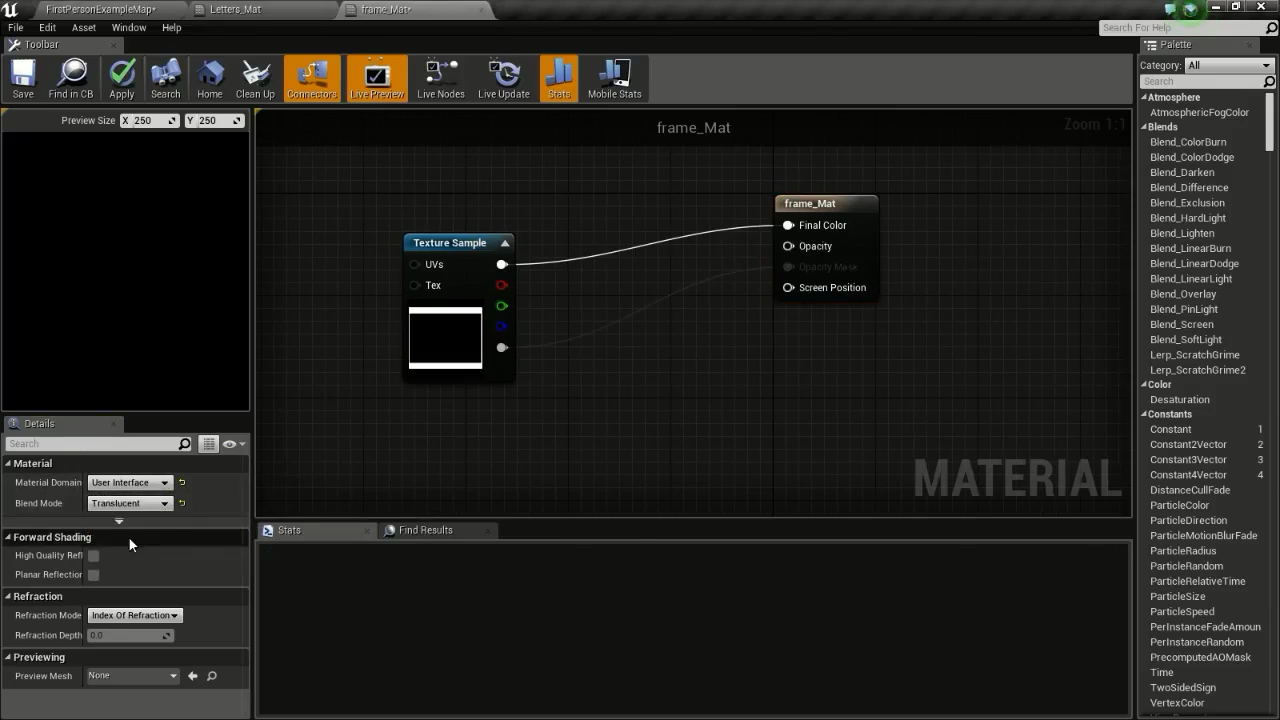 FirstPersonExampleMap*
Letters_Mat
frame_Mat*
File Edit Asset Window Help
Search For Help
Toolbar
Save
Find in CB
Apply
Search
Home
Clean Up
Connectors
Live Preview
Live Nodes
Live Update
Stats
Mobile Stats
Preview Size X 250 Y 250
frame_Mat
Zoom 1:1
Texture Sample
UVs
Tex
frame_Mat
Final Color
Opacity
Opacity Mask
Screen Position
MATERIAL
Details
Search
Material
Material Domain User Interface
Blend Mode Translucent
Forward Shading
High Quality Refl
Planar Reflection
Refraction
Refraction Mode Index Of Refraction
Refraction Depth 0.0
Previewing
Preview Mesh None
Stats
Find Results
Palette
Category: All
Search
Atmosphere
AtmosphericFogColor
Blends
Blend_ColorBurn
Blend_ColorDodge
Blend_Darken
Blend_Difference
Blend_Exclusion
Blend_HardLight
Blend_Lighten
Blend_LinearBurn
Blend_LinearDodge
Blend_LinearLight
Blend_Overlay
Blend_PinLight
Blend_Screen
Blend_SoftLight
Lerp_ScratchGrime
Lerp_ScratchGrime2
Color
Desaturation
Constants
Constant 1
Constant2Vector 2
Constant3Vector 3
Constant4Vector 4
DistanceCullFade
ParticleColor
ParticleDirection
ParticleMotionBlurFade
ParticleRadius
ParticleRandom
ParticleRelativeTime
ParticleSize
ParticleSpeed
PerInstanceFadeAmoun
PerInstanceRandom
PrecomputedAOMask
Time
TwoSidedSign
VertexColor